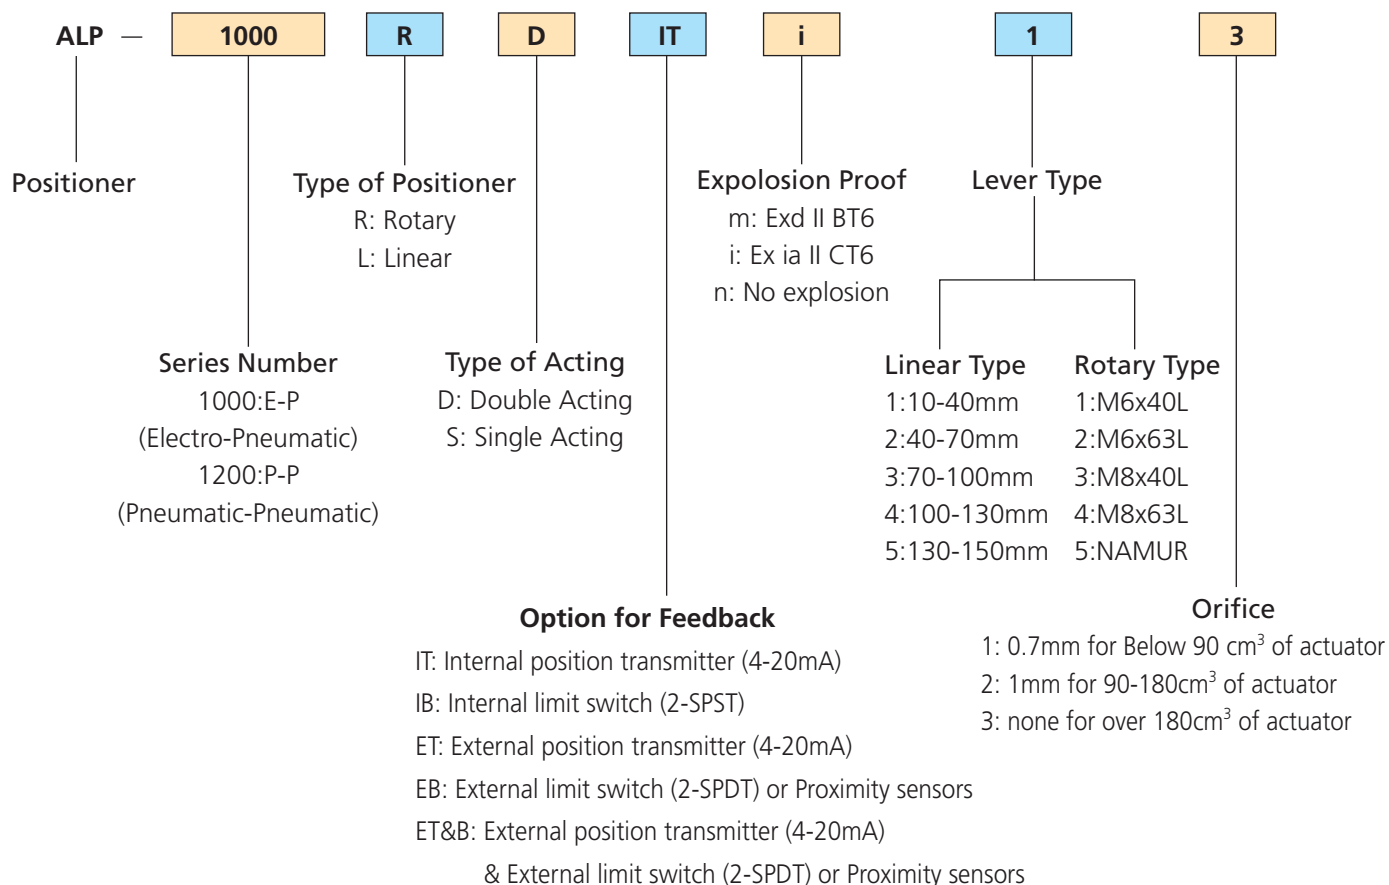 ALP — 1000 R D IT i 1 3
Positioner
Type of Positioner
R: Rotary
L: Linear
Expolosion Proof
m: Exd II BT6
i: Ex ia II CT6
n: No explosion
Lever Type
Series Number
1000:E-P
(Electro-Pneumatic)
1200:P-P
(Pneumatic-Pneumatic)
Type of Acting
D: Double Acting
S: Single Acting
Linear Type
1:10-40mm
2:40-70mm
3:70-100mm
4:100-130mm
5:130-150mm
Rotary Type
1:M6x40L
2:M6x63L
3:M8x40L
4:M8x63L
5:NAMUR
Option for Feedback
IT: Internal position transmitter (4-20mA)
IB: Internal limit switch (2-SPST)
ET: External position transmitter (4-20mA)
EB: External limit switch (2-SPDT) or Proximity sensors
ET&B: External position transmitter (4-20mA)
& External limit switch (2-SPDT) or Proximity sensors
Orifice
1: 0.7mm for Below 90 cm³ of actuator
2: 1mm for 90-180cm³ of actuator
3: none for over 180cm³ of actuator